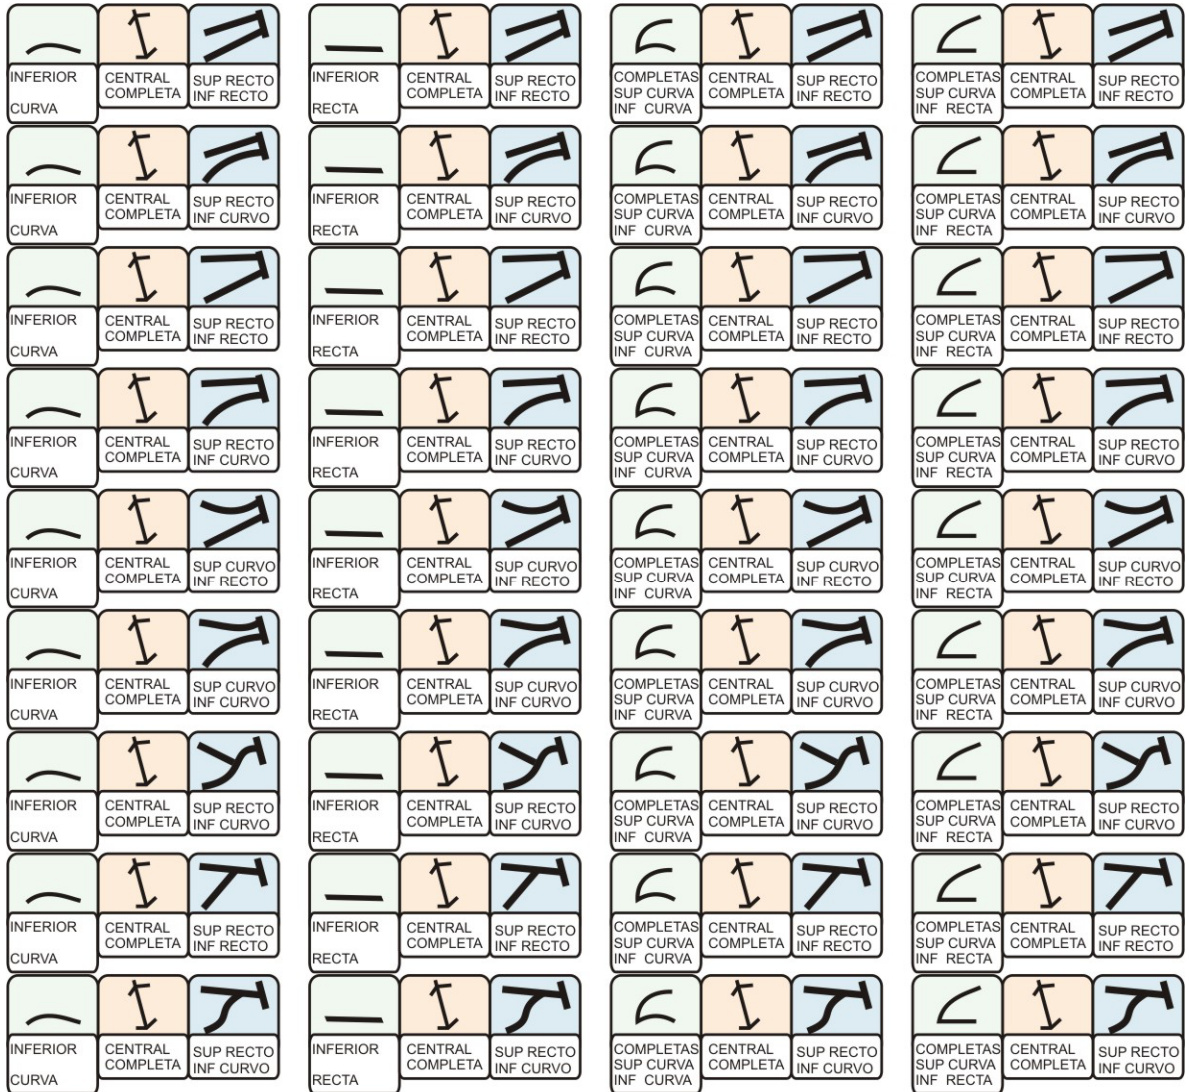 INFERIOR
CURVA
CENTRAL
COMPLETA
SUP RECTO
INF RECTO
INFERIOR
RECTA
CENTRAL
COMPLETA
SUP RECTO
INF RECTO
COMPLETAS
SUP CURVA
INF CURVA
CENTRAL
COMPLETA
SUP RECTO
INF RECTO
COMPLETAS
SUP CURVA
INF RECTA
CENTRAL
COMPLETA
SUP RECTO
INF RECTO
INFERIOR
CURVA
CENTRAL
COMPLETA
SUP RECTO
INF CURVO
INFERIOR
RECTA
CENTRAL
COMPLETA
SUP RECTO
INF CURVO
COMPLETAS
SUP CURVA
INF CURVA
CENTRAL
COMPLETA
SUP RECTO
INF CURVO
COMPLETAS
SUP CURVA
INF RECTA
CENTRAL
COMPLETA
SUP RECTO
INF CURVO
INFERIOR
CURVA
CENTRAL
COMPLETA
SUP RECTO
INF RECTO
INFERIOR
RECTA
CENTRAL
COMPLETA
SUP RECTO
INF RECTO
COMPLETAS
SUP CURVA
INF CURVA
CENTRAL
COMPLETA
SUP RECTO
INF RECTO
COMPLETAS
SUP CURVA
INF RECTA
CENTRAL
COMPLETA
SUP RECTO
INF RECTO
INFERIOR
CURVA
CENTRAL
COMPLETA
SUP RECTO
INF CURVO
INFERIOR
RECTA
CENTRAL
COMPLETA
SUP RECTO
INF CURVO
COMPLETAS
SUP CURVA
INF CURVA
CENTRAL
COMPLETA
SUP RECTO
INF CURVO
COMPLETAS
SUP CURVA
INF RECTA
CENTRAL
COMPLETA
SUP RECTO
INF CURVO
INFERIOR
CURVA
CENTRAL
COMPLETA
SUP CURVO
INF RECTO
INFERIOR
RECTA
CENTRAL
COMPLETA
SUP CURVO
INF RECTO
COMPLETAS
SUP CURVA
INF CURVA
CENTRAL
COMPLETA
SUP CURVO
INF RECTO
COMPLETAS
SUP CURVA
INF RECTA
CENTRAL
COMPLETA
SUP CURVO
INF RECTO
INFERIOR
CURVA
CENTRAL
COMPLETA
SUP CURVO
INF CURVO
INFERIOR
RECTA
CENTRAL
COMPLETA
SUP CURVO
INF CURVO
COMPLETAS
SUP CURVA
INF CURVA
CENTRAL
COMPLETA
SUP CURVO
INF CURVO
COMPLETAS
SUP CURVA
INF RECTA
CENTRAL
COMPLETA
SUP CURVO
INF CURVO
INFERIOR
CURVA
CENTRAL
COMPLETA
SUP RECTO
INF CURVO
INFERIOR
RECTA
CENTRAL
COMPLETA
SUP RECTO
INF CURVO
COMPLETAS
SUP CURVA
INF CURVA
CENTRAL
COMPLETA
SUP RECTO
INF CURVO
COMPLETAS
SUP CURVA
INF RECTA
CENTRAL
COMPLETA
SUP RECTO
INF CURVO
INFERIOR
CURVA
CENTRAL
COMPLETA
SUP RECTO
INF RECTO
INFERIOR
RECTA
CENTRAL
COMPLETA
SUP RECTO
INF RECTO
COMPLETAS
SUP CURVA
INF CURVA
CENTRAL
COMPLETA
SUP RECTO
INF RECTO
COMPLETAS
SUP CURVA
INF RECTA
CENTRAL
COMPLETA
SUP RECTO
INF RECTO
INFERIOR
CURVA
CENTRAL
COMPLETA
SUP RECTO
INF RECTO
INFERIOR
RECTA
CENTRAL
COMPLETA
SUP RECTO
INF RECTO
COMPLETAS
SUP CURVA
INF CURVA
CENTRAL
COMPLETA
SUP RECTO
INF RECTO
COMPLETAS
SUP CURVA
INF RECTA
CENTRAL
COMPLETA
SUP RECTO
INF RECTO